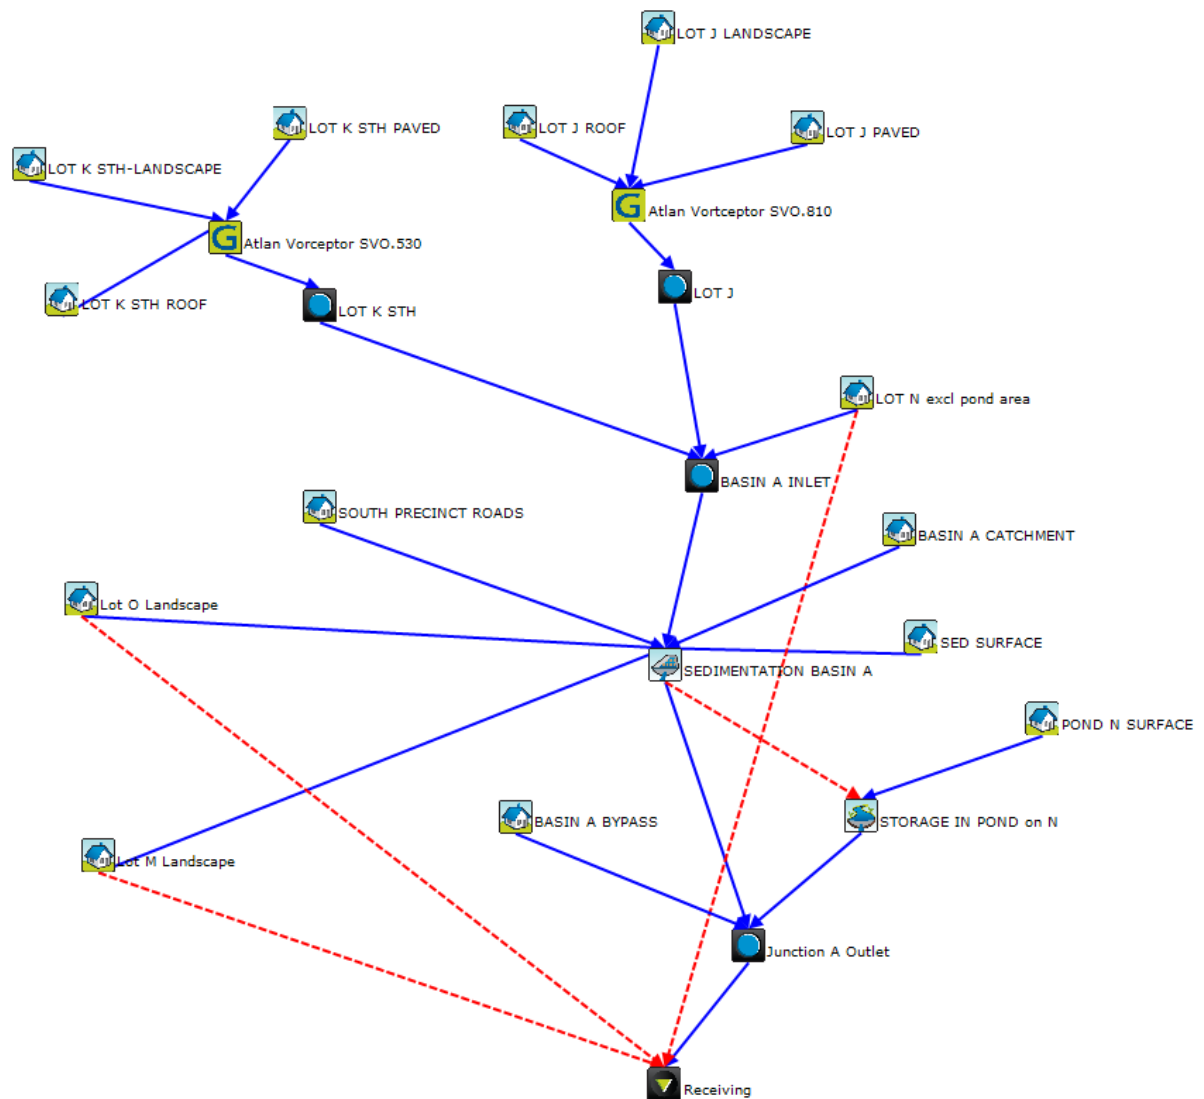 LOT J LANDSCAPE
LOT K STH PAVED
LOT J ROOF
LOT J PAVED
LOT K STH-LANDSCAPE
G
Atlan Vortceptor SVO.810
G
Atlan Vorceptor SVO.530
LOT J
LOT K STH ROOF
LOT K STH
LOT N excl pond area
BASIN A INLET
SOUTH PRECINCT ROADS
BASIN A CATCHMENT
Lot O Landscape
SED SURFACE
SEDIMENTATION BASIN A
POND N SURFACE
BASIN A BYPASS
STORAGE IN POND on N
Lot M Landscape
Junction A Outlet
Receiving